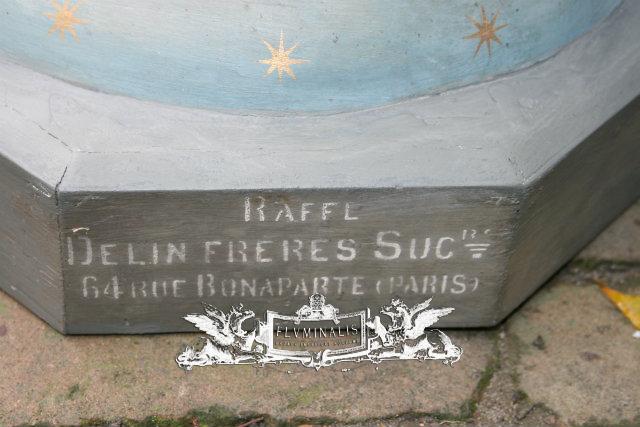 RAFFL
DELIN FRERES SUCRS
64 RUE BONAPARTE (PARIS)
FLVMINALIS